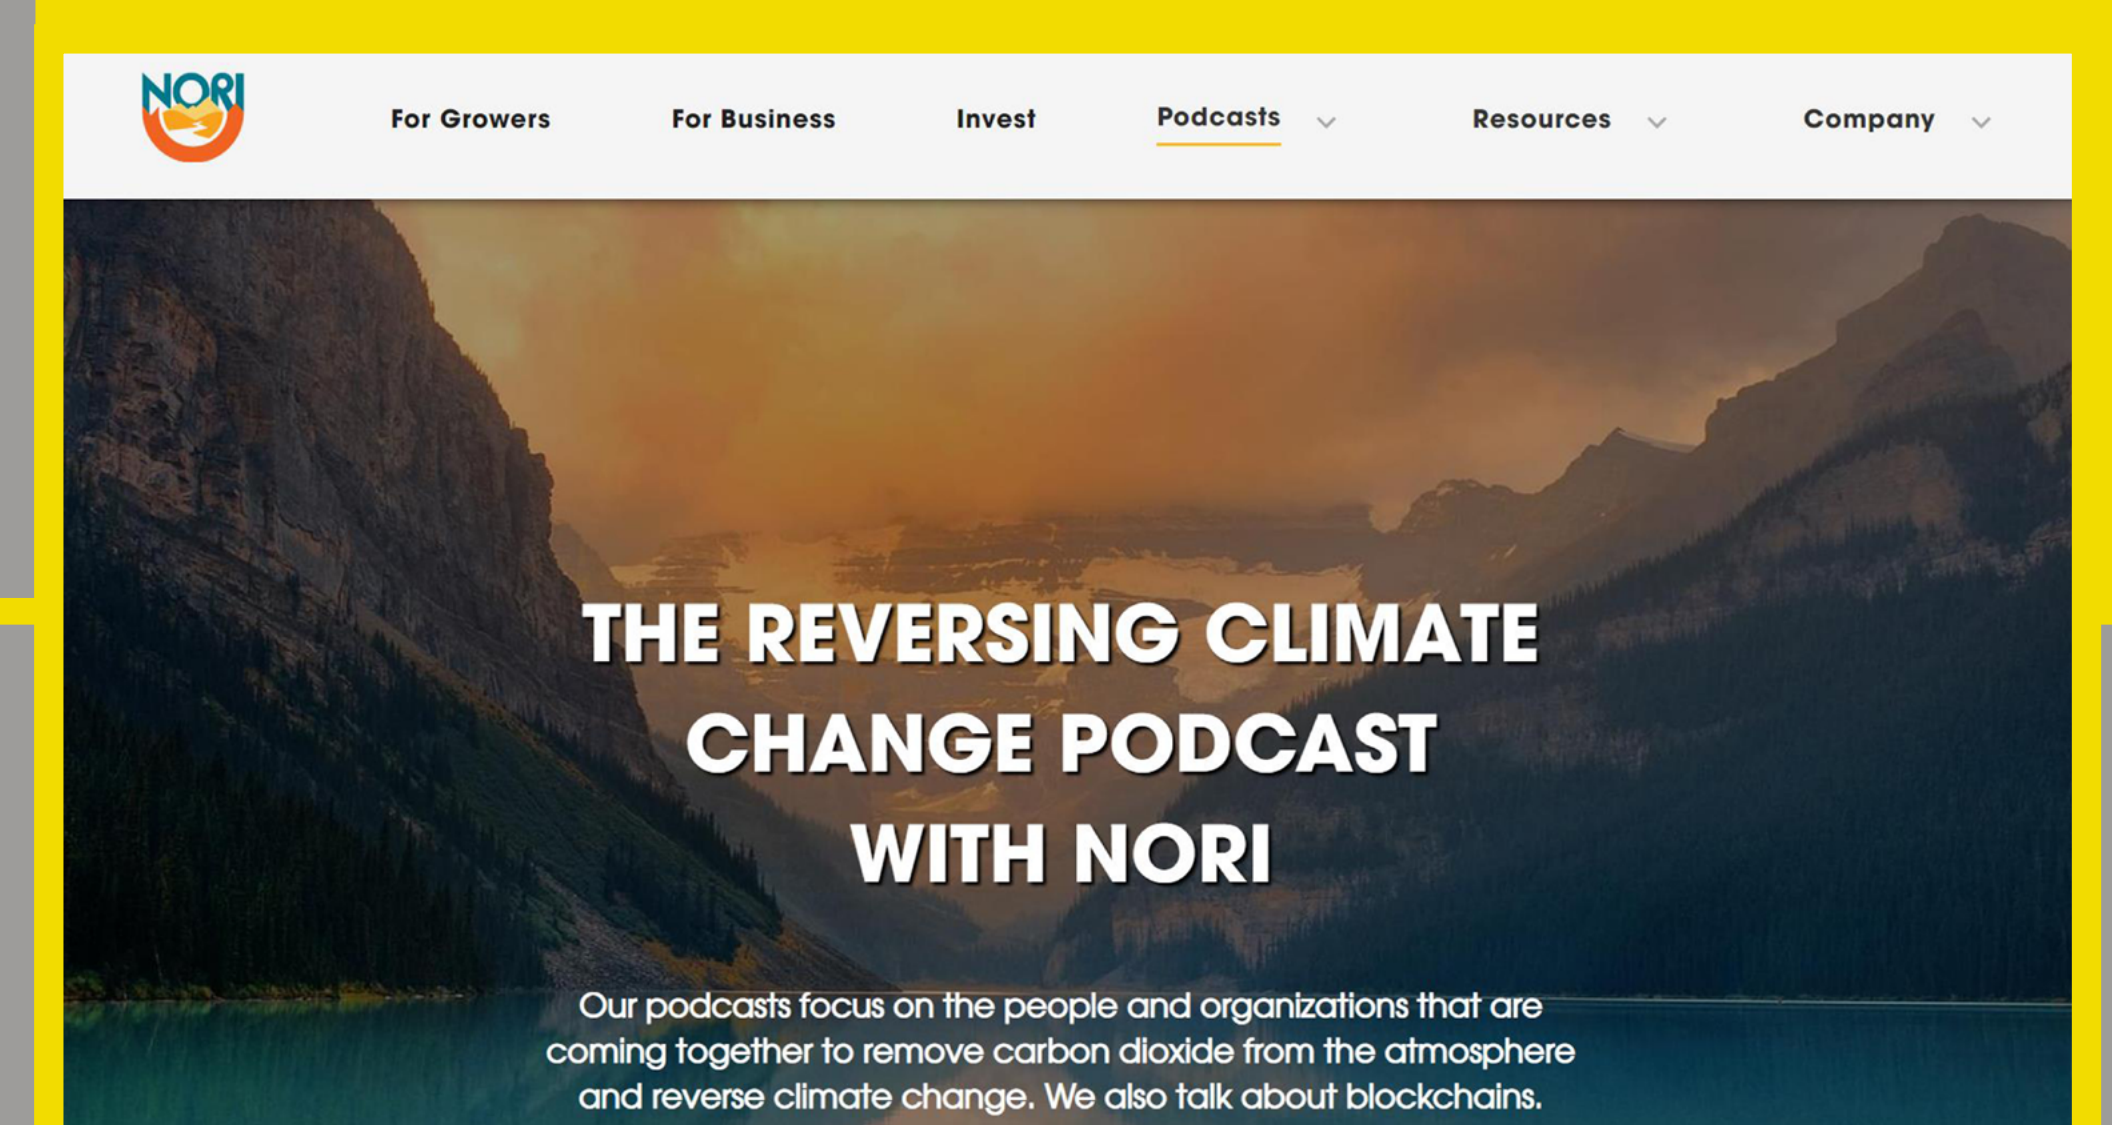 NORI
For Growers
For Business
Invest
Podcasts
Resources
Company
THE REVERSING CLIMATE
CHANGE PODCAST
WITH NORI
Our podcasts focus on the people and organizations that are
coming together to remove carbon dioxide from the atmosphere
and reverse climate change. We also talk about blockchains.